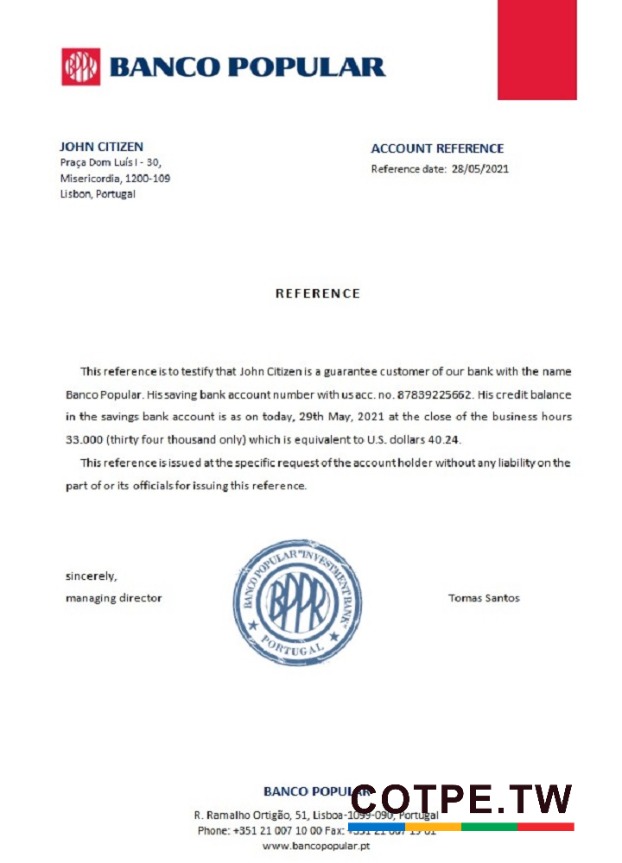 BANCO POPULAR
JOHN CITIZEN
Praça Dom Luís I - 30,
Misericordia, 1200-109
Lisbon, Portugal
ACCOUNT REFERENCE
Reference date: 28/05/2021
REFERENCE
This reference is to testify that John Citizen is a guarantee customer of our bank with the name
Banco Popular. His saving bank account number with us acc. no. 87839225662. His credit balance
in the savings bank account is as on today, 29th May, 2021 at the close of the business hours
33.000 (thirty four thousand only) which is equivalent to U.S. dollars 40.24.
This reference is issued at the specific request of the account holder without any liability on the
part of or its officials for issuing this reference.
sincerely,
managing director
BANCO POPULAR "INVESTMENT BANK"
BPPR
PORTUGAL
Tomas Santos
BANCO POPULAR
COTPE.TW
R. Ramalho Ortigão, 51, Lisboa-1099-090, Portugal
Phone: +351 21 007 10 00 Fax:
www.bancopopular.pt